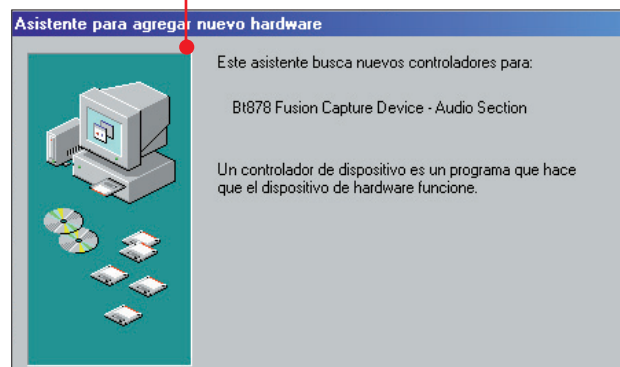 Asistente para agregar nuevo hardware
Este asistente busca nuevos controladores para:
Bt878 Fusion Capture Device - Audio Section
Un controlador de dispositivo es un programa que hace
que el dispositivo de hardware funcione.